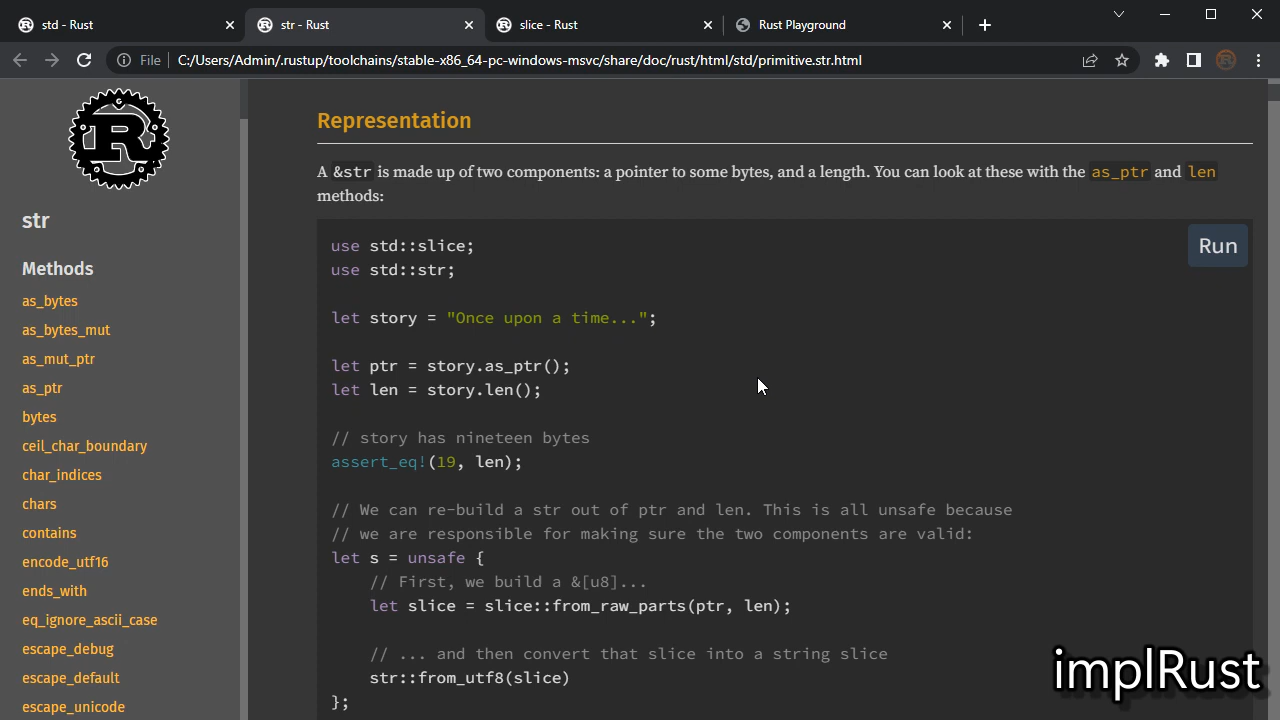 std - Rust
str - Rust
slice - Rust
Rust Playground
File
C:/Users/Admin/.rustup/toolchains/stable-x86_64-pc-windows-msvc/share/doc/rust/html/std/primitive.str.html
R
str
Methods
as_bytes
as_bytes_mut
as_mut_ptr
as_ptr
bytes
ceil_char_boundary
char_indices
chars
contains
encode_utf16
ends_with
eq_ignore_ascii_case
escape_debug
escape_default
escape_unicode
Representation
A &str is made up of two components: a pointer to some bytes, and a length. You can look at these with the as_ptr and len
methods:
Run
use std::slice;
use std::str;
let story = "Once upon a time...";
let ptr = story.as_ptr();
let len = story.len();
// story has nineteen bytes
assert_eq!(19, len);
// We can re-build a str out of ptr and len. This is all unsafe because
// we are responsible for making sure the two components are valid:
let s = unsafe {
// First, we build a &[u8]...
let slice = slice::from_raw_parts(ptr, len);
// ... and then convert that slice into a string slice
str::from_utf8(slice)
};
implRust